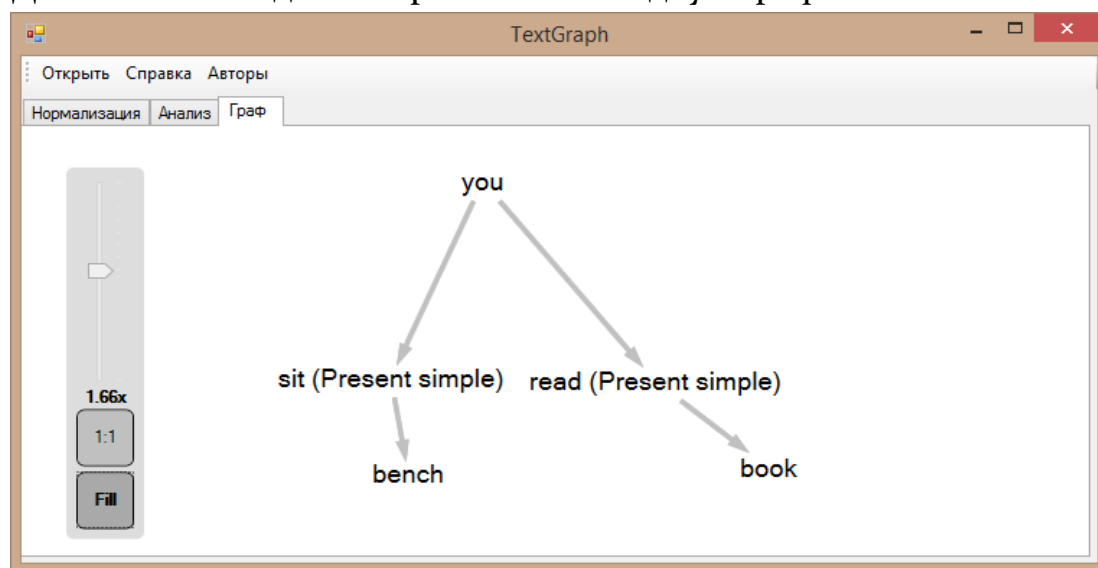 TextGraph
Открыть Справка Авторы
Нормализация Анализ Граф
you
sit (Present simple) read (Present simple)
1.66x
1:1
bench book
Fill